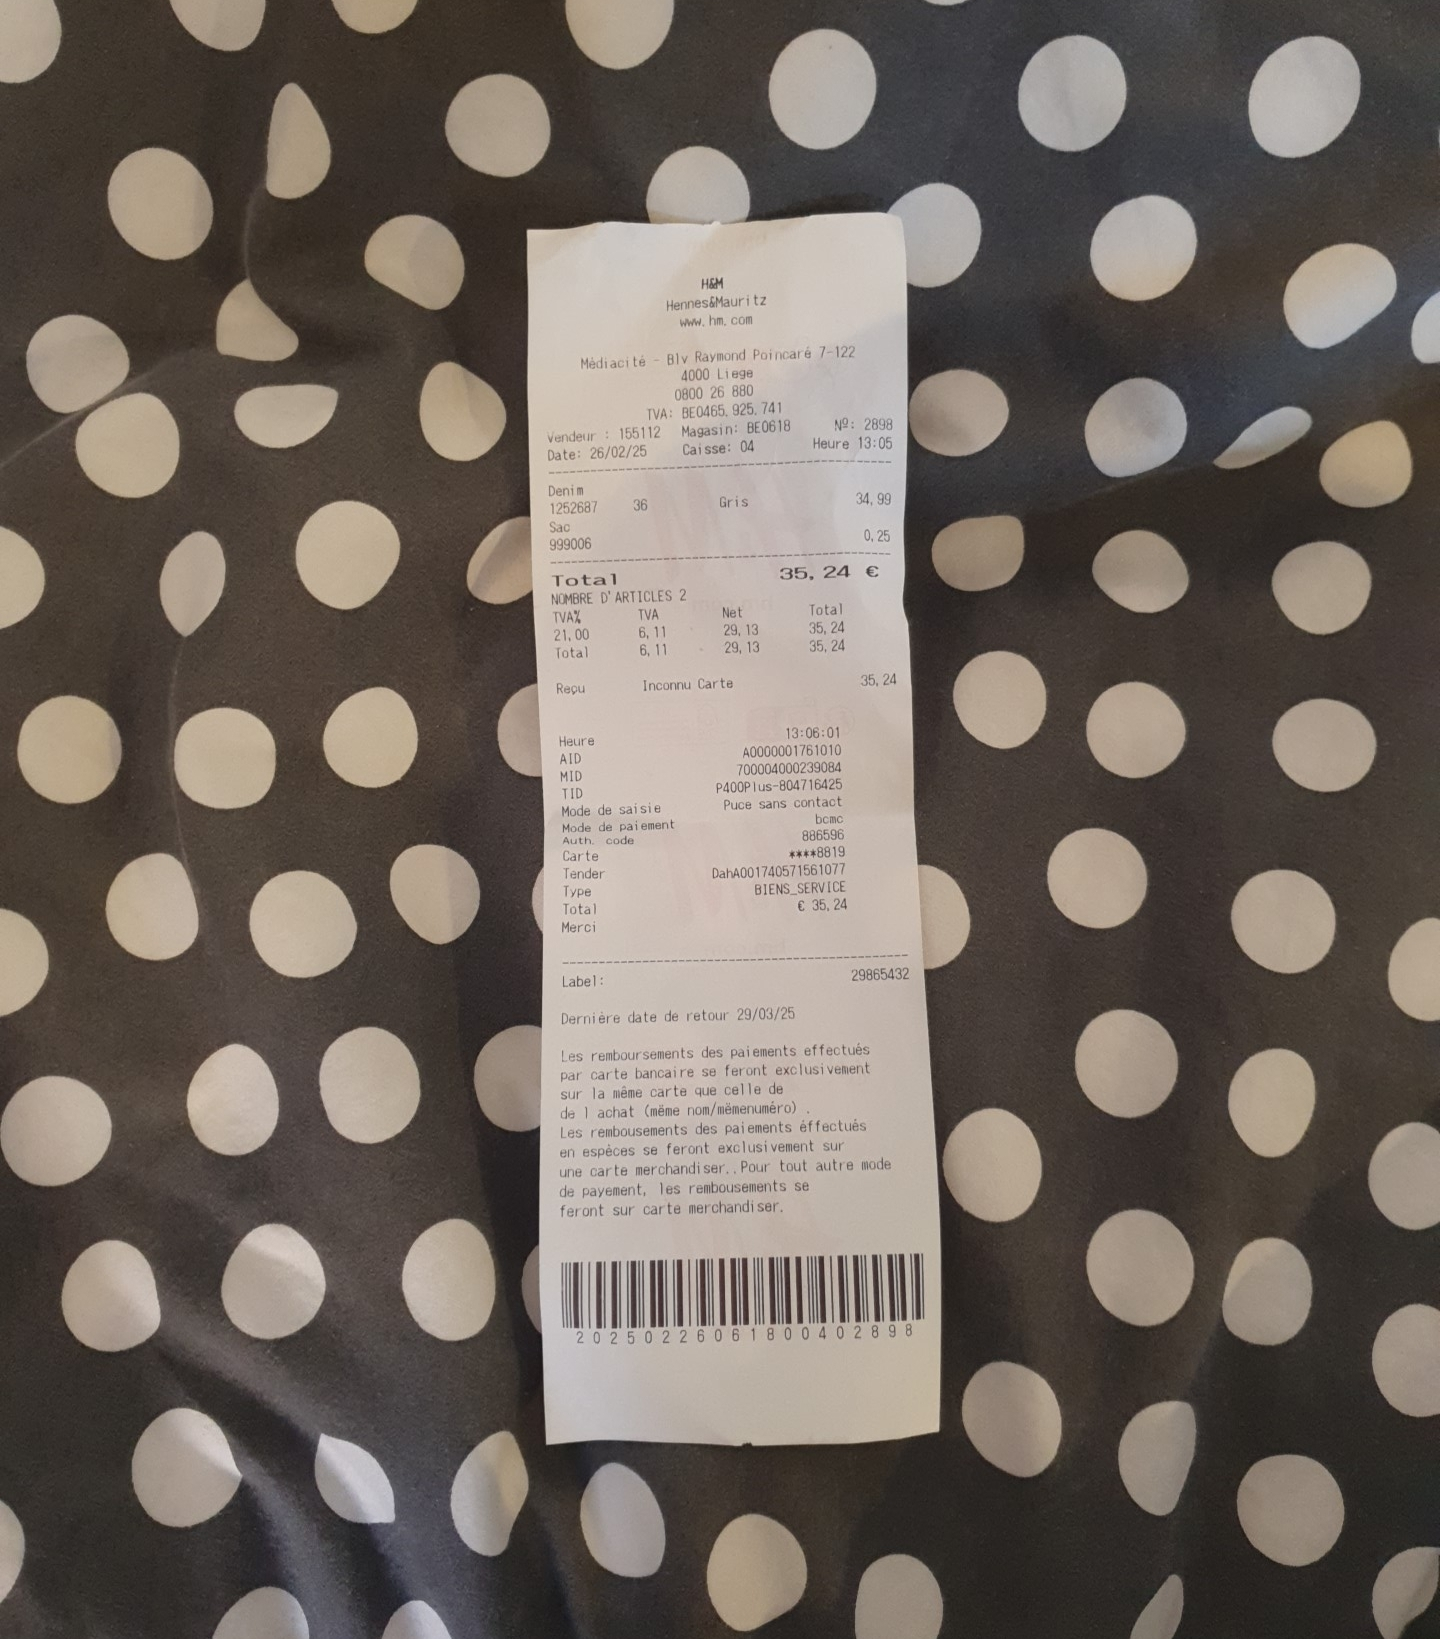 H&M
Hennes&Mauritz
www.hm.com
Médiacité - Blv Raymond Poincaré 7-122
4000 Liege
0800 26 880
TVA: BE0465.925.741
Vendeur : 155112 Magasin: BE0618 Nº: 2898
Date: 26/02/25 Caisse: 04 Heure 13:05
Denim
1252687 36 Gris 34,99
Sac
999006 0,25
Total 35,24 €
NOMBRE D'ARTICLES 2
TVA% TVA Net Total
21,00 6,11 29,13 35,24
Total 6,11 29,13 35,24
Reçu Inconnu Carte 35,24
Heure 13:06:01
AID A0000001761010
MID 700004000239084
TID P400Plus-804716425
Mode de saisie Puce sans contact
Mode de paiement bcmc
Auth. code 886596
Carte ****8819
Tender DahA001740571561077
Type BIENS_SERVICE
Total € 35,24
Merci
Label: 29865432
Dernière date de retour 29/03/25
Les remboursements des paiements effectués
par carte bancaire se feront exclusivement
sur la même carte que celle de
de l achat (même nom/mêmenuméro) .
Les rembousements des paiements éffectués
en espéces se feront exclusivement sur
une carte merchandiser..Pour tout autre mode
de payement, les rembousements se
feront sur carte merchandiser.
2025022606180040​2898